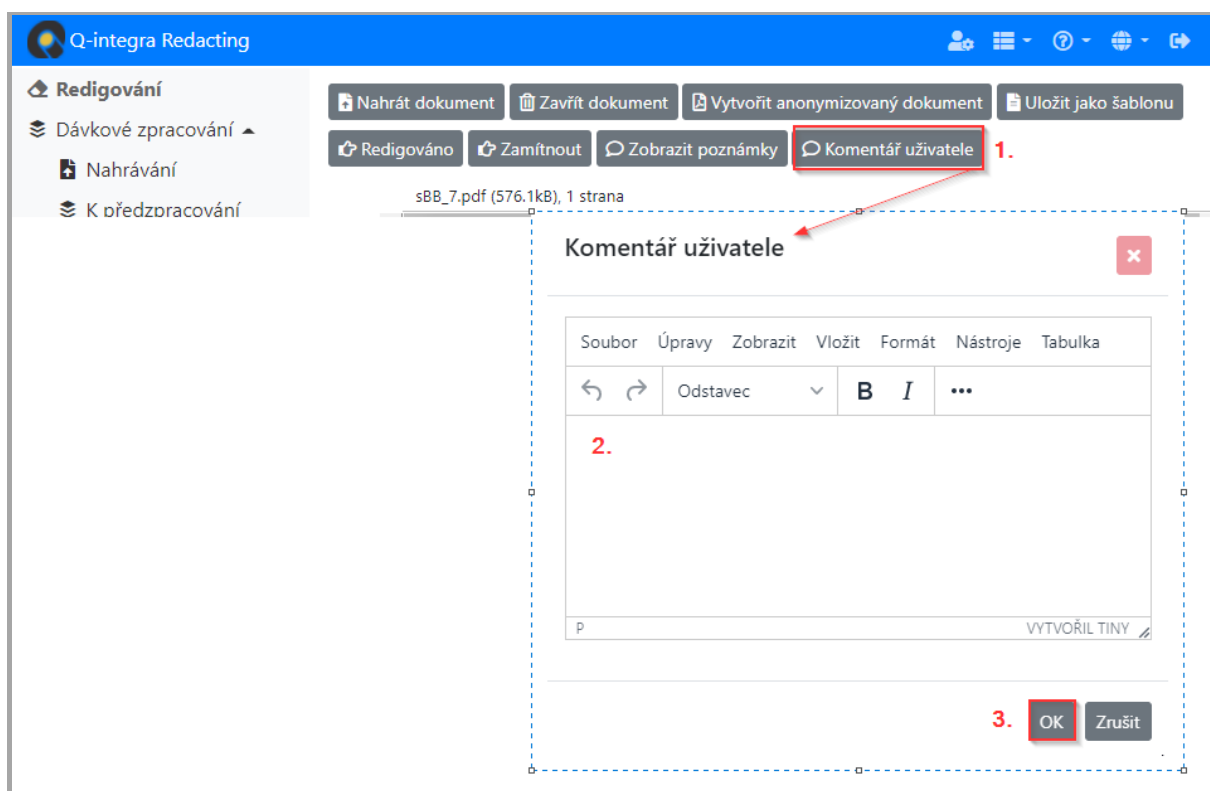 Q-integra Redacting
Redigování
Dávkové zpracování
Nahrávání
K předzpracování
Nahrát dokument Zavřít dokument Vytvořit anonymizovaný dokument Uložit jako šablonu
Redigováno Zamítnout Zobrazit poznámky Komentář uživatele 1.
sBB_7.pdf (576.1kB), 1 strana
Komentář uživatele
Soubor Úpravy Zobrazit Vložit Formát Nástroje Tabulka
Odstavec B I
2.
P VYTVOŘIL TINY
3. OK Zrušit